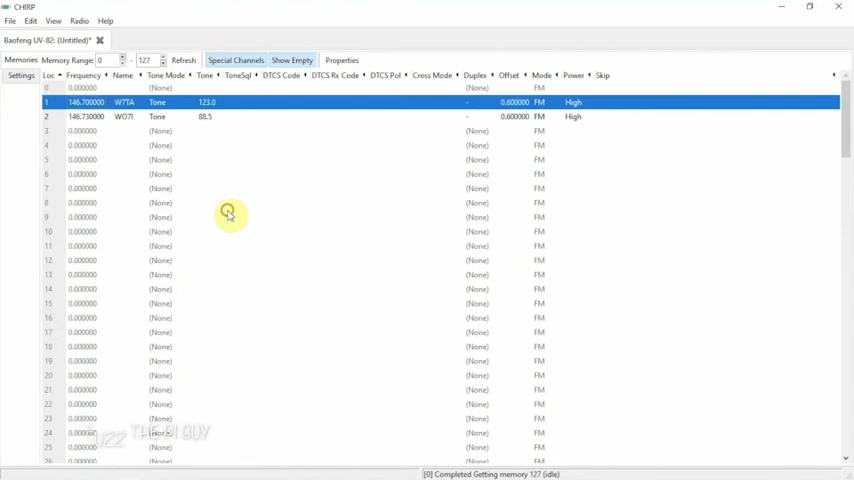 CHIRP
File Edit View Radio Help
Baofeng UV-82: (Untitled)*
Memories Memory Range: 0 - 127 Refresh Special Channels Show Empty Properties
Settings Loc Frequency Name Tone Mode Tone ToneSql DTCS Code DTCS Rx Code DTCS Pol Cross Mode Duplex Offset Mode Power Skip
0 0.000000 (None) (None) FM
1 146.700000 W7TA Tone 123.0 - 0.600000 FM High
2 146.730000 WO7I Tone 88.5 - 0.600000 FM High
3 0.000000 (None) (None) FM
4 0.000000 (None) (None) FM
5 0.000000 (None) (None) FM
6 0.000000 (None) (None) FM
7 0.000000 (None) (None) FM
8 0.000000 (None) (None) FM
9 0.000000 (None) (None) FM
10 0.000000 (None) (None) FM
11 0.000000 (None) (None) FM
12 0.000000 (None) (None) FM
13 0.000000 (None) (None) FM
14 0.000000 (None) (None) FM
15 0.000000 (None) (None) FM
16 0.000000 (None) (None) FM
17 0.000000 (None) (None) FM
18 0.000000 (None) (None) FM
19 0.000000 (None) (None) FM
20 0.000000 (None) (None) FM
21 0.000000 (None) (None) FM
22 0.000000 (None) (None) FM
23 0.000000 (None) (None) FM
24 0.000000 (None) (None) FM
THE GUY
25 0.000000 (None) (None) FM
26 0.000000 (None) (None) FM
[0] Completed Getting memory 127 (idle)